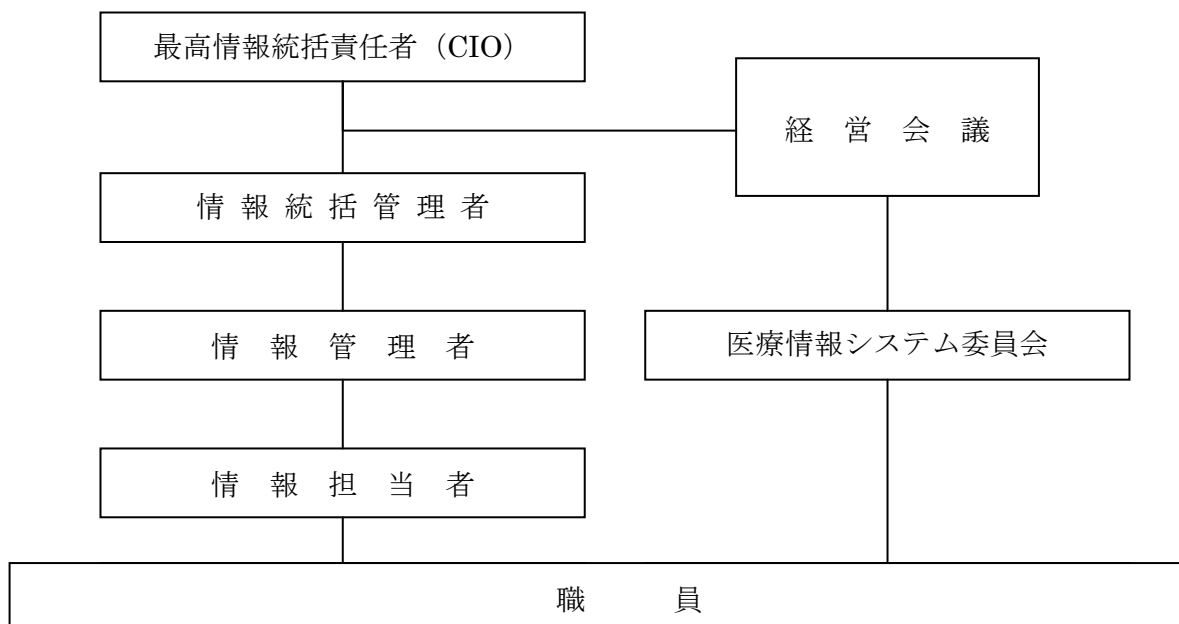 最高情報統括責任者（CIO）
経　営　会　議
情 報 統 括 管 理 者
情　報　管　理　者
医療情報システム委員会
情　報　担　当　者
職　　　員